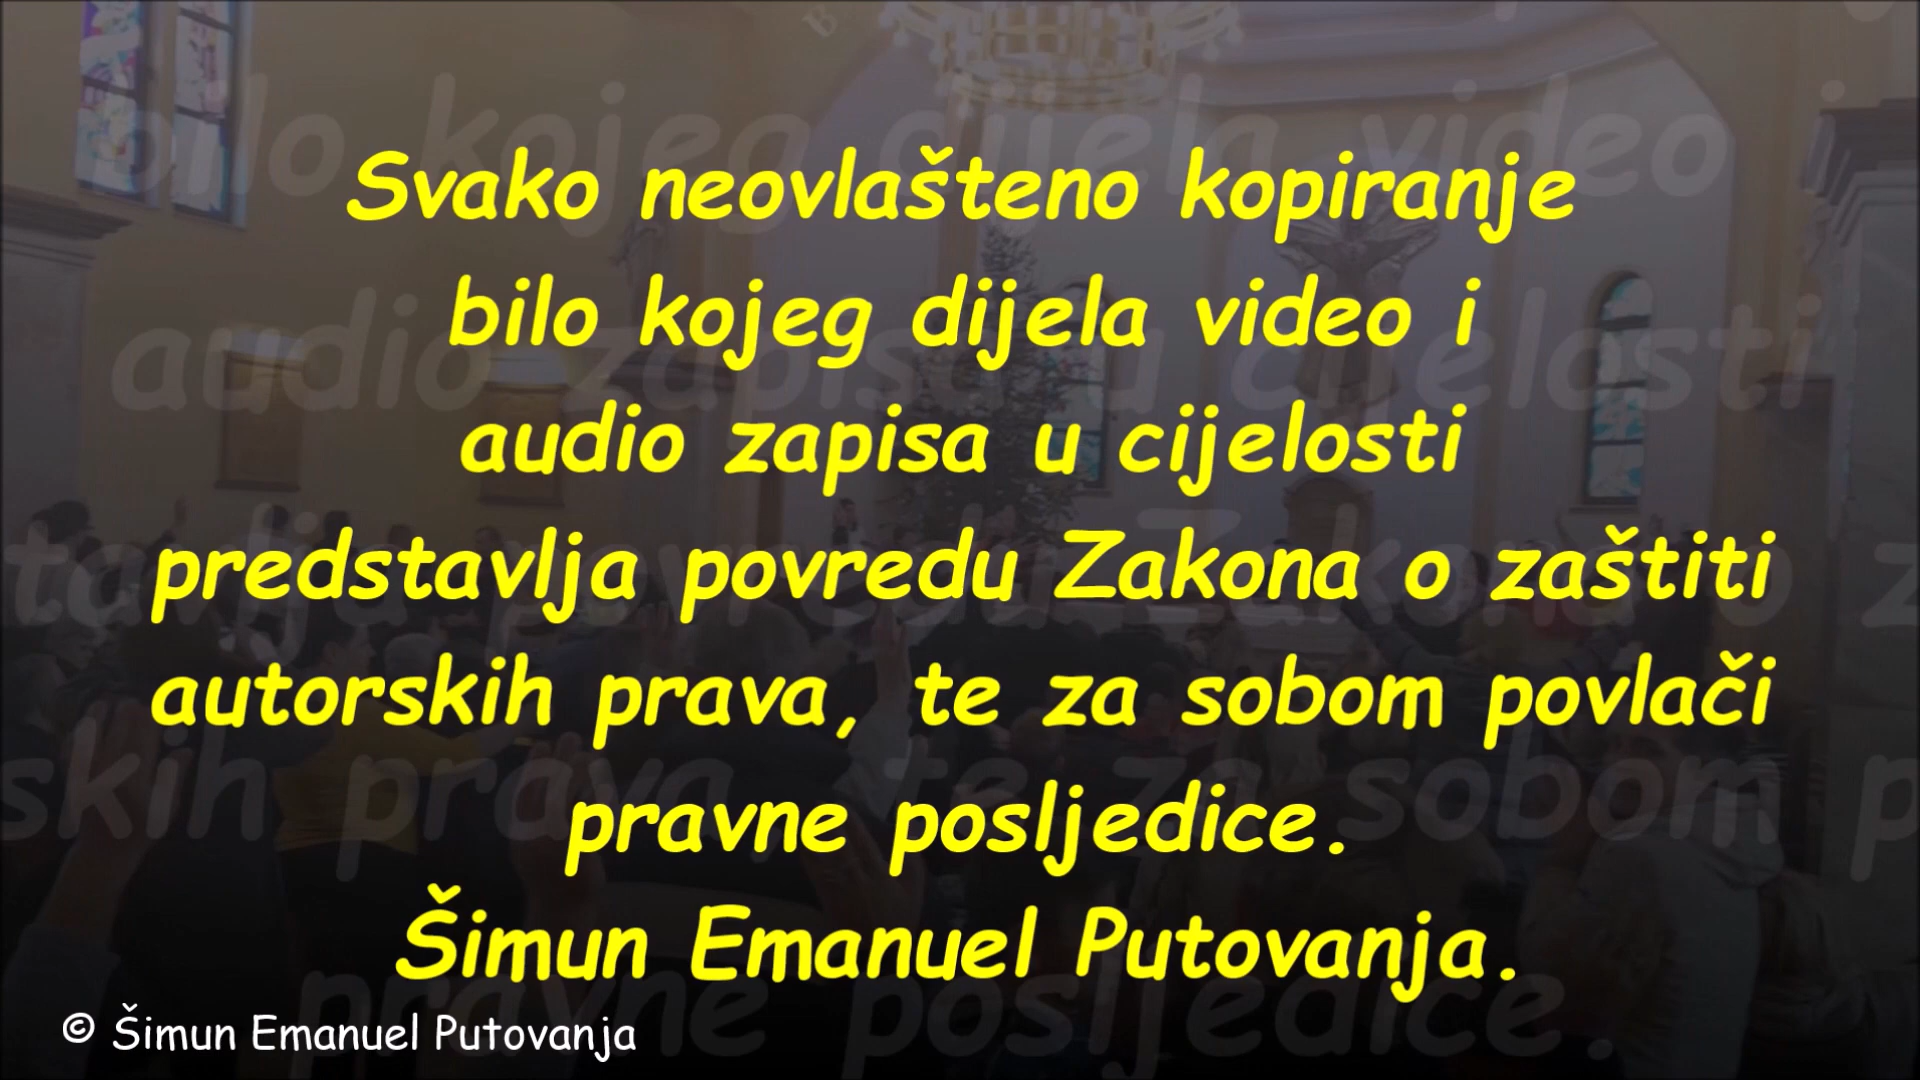 Svako neovlašteno kopiranje
bilo kojeg dijela video i
audio zapisa u cijelosti
predstavlja povredu Zakona o zaštiti
autorskih prava, te za sobom povlači
pravne posljedice.
Šimun Emanuel Putovanja.
© Šimun Emanuel Putovanja